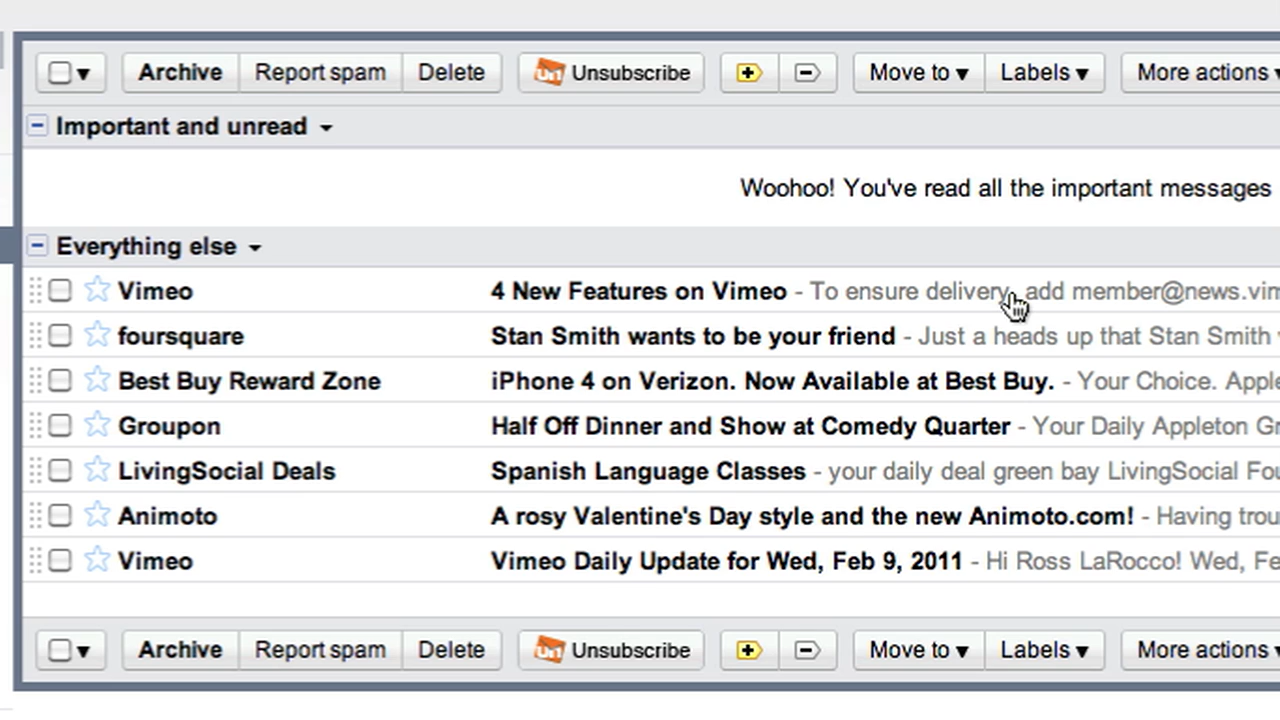 Archive Report spam Delete Unsubscribe Move to Labels More actions
Important and unread
Woohoo! You've read all the important messages
Everything else
Vimeo 4 New Features on Vimeo - To ensure delivery, add member@news.vim
foursquare Stan Smith wants to be your friend - Just a heads up that Stan Smith
Best Buy Reward Zone iPhone 4 on Verizon. Now Available at Best Buy. - Your Choice. Apple
Groupon Half Off Dinner and Show at Comedy Quarter - Your Daily Appleton Gr
LivingSocial Deals Spanish Language Classes - your daily deal green bay LivingSocial Fou
Animoto A rosy Valentine's Day style and the new Animoto.com! - Having trou
Vimeo Vimeo Daily Update for Wed, Feb 9, 2011 - Hi Ross LaRocco! Wed, Fe
Archive Report spam Delete Unsubscribe Move to Labels More actions